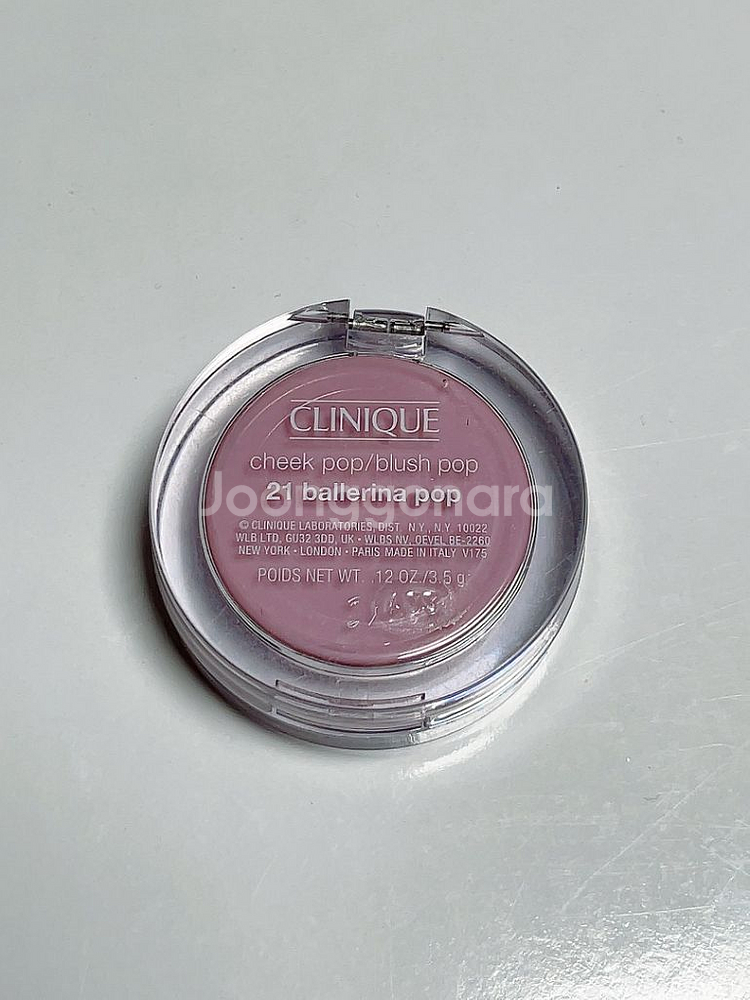 CLINIQUE
cheek pop/blush pop
21 ballerina pop
Joonggonara
© CLINIQUE LABORATORIES, DIST. N.Y., N.Y. 10022
WLB LTD. GU32 3DD, UK • WLBS NV, OEVEL BE-2260
NEW YORK • LONDON • PARIS MADE IN ITALY V175
POIDS NET WT. .12 OZ./3.5 g